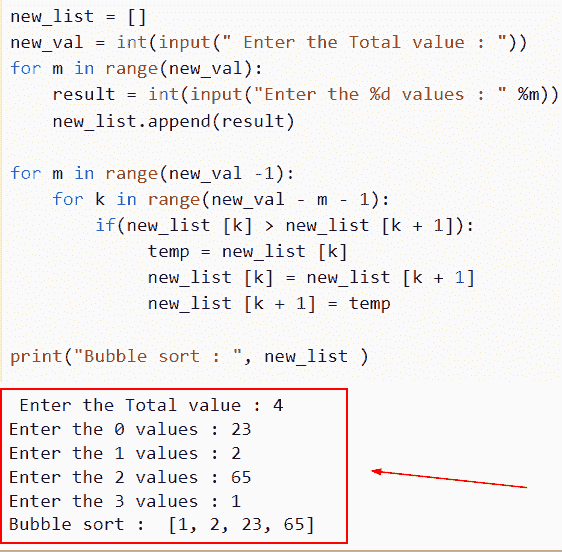 new_list = []
new_val = int(input(" Enter the Total value : "))
for m in range(new_val):
    result = int(input("Enter the %d values : " %m))
    new_list.append(result)

for m in range(new_val -1):
    for k in range(new_val - m - 1):
        if(new_list [k] > new_list [k + 1]):
             temp = new_list [k]
             new_list [k] = new_list [k + 1]
             new_list [k + 1] = temp

print("Bubble sort : ", new_list )
 Enter the Total value : 4
Enter the 0 values : 23
Enter the 1 values : 2
Enter the 2 values : 65
Enter the 3 values : 1
Bubble sort :  [1, 2, 23, 65]